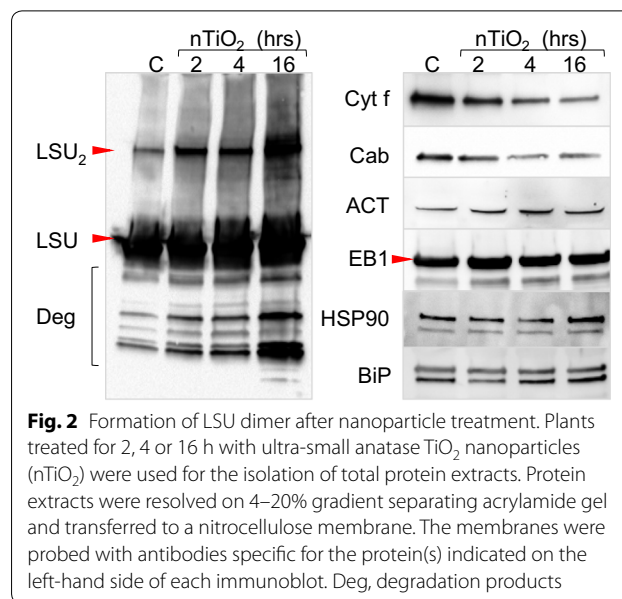 nTiO₂ (hrs)
C 2 4 16
LSU₂
LSU
Deg
nTiO₂ (hrs)
C 2 4 16
Cyt f
Cab
ACT
EB1
HSP90
BiP
Fig. 2 Formation of LSU dimer after nanoparticle treatment. Plants
treated for 2, 4 or 16 h with ultra-small anatase TiO₂ nanoparticles
(nTiO₂) were used for the isolation of total protein extracts. Protein
extracts were resolved on 4–20% gradient separating acrylamide gel
and transferred to a nitrocellulose membrane. The membranes were
probed with antibodies specific for the protein(s) indicated on the
left-hand side of each immunoblot. Deg, degradation products